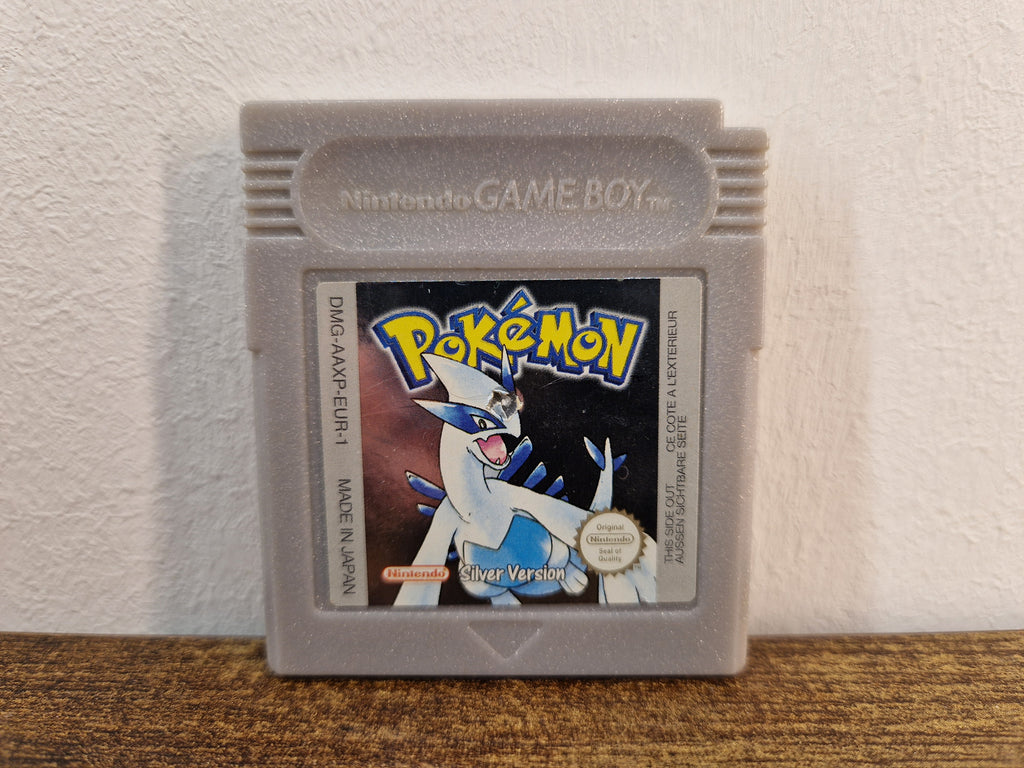 Nintendo GAME BOY TM
DMG-AAXP-EUR-1 MADE IN JAPAN
POKéMON
Nintendo
Silver Version
Original
Nintendo
Seal of
Quality
THIS SIDE OUT CE COTE A L'EXTERIEUR
AUSSEN SICHTBARE SEITE